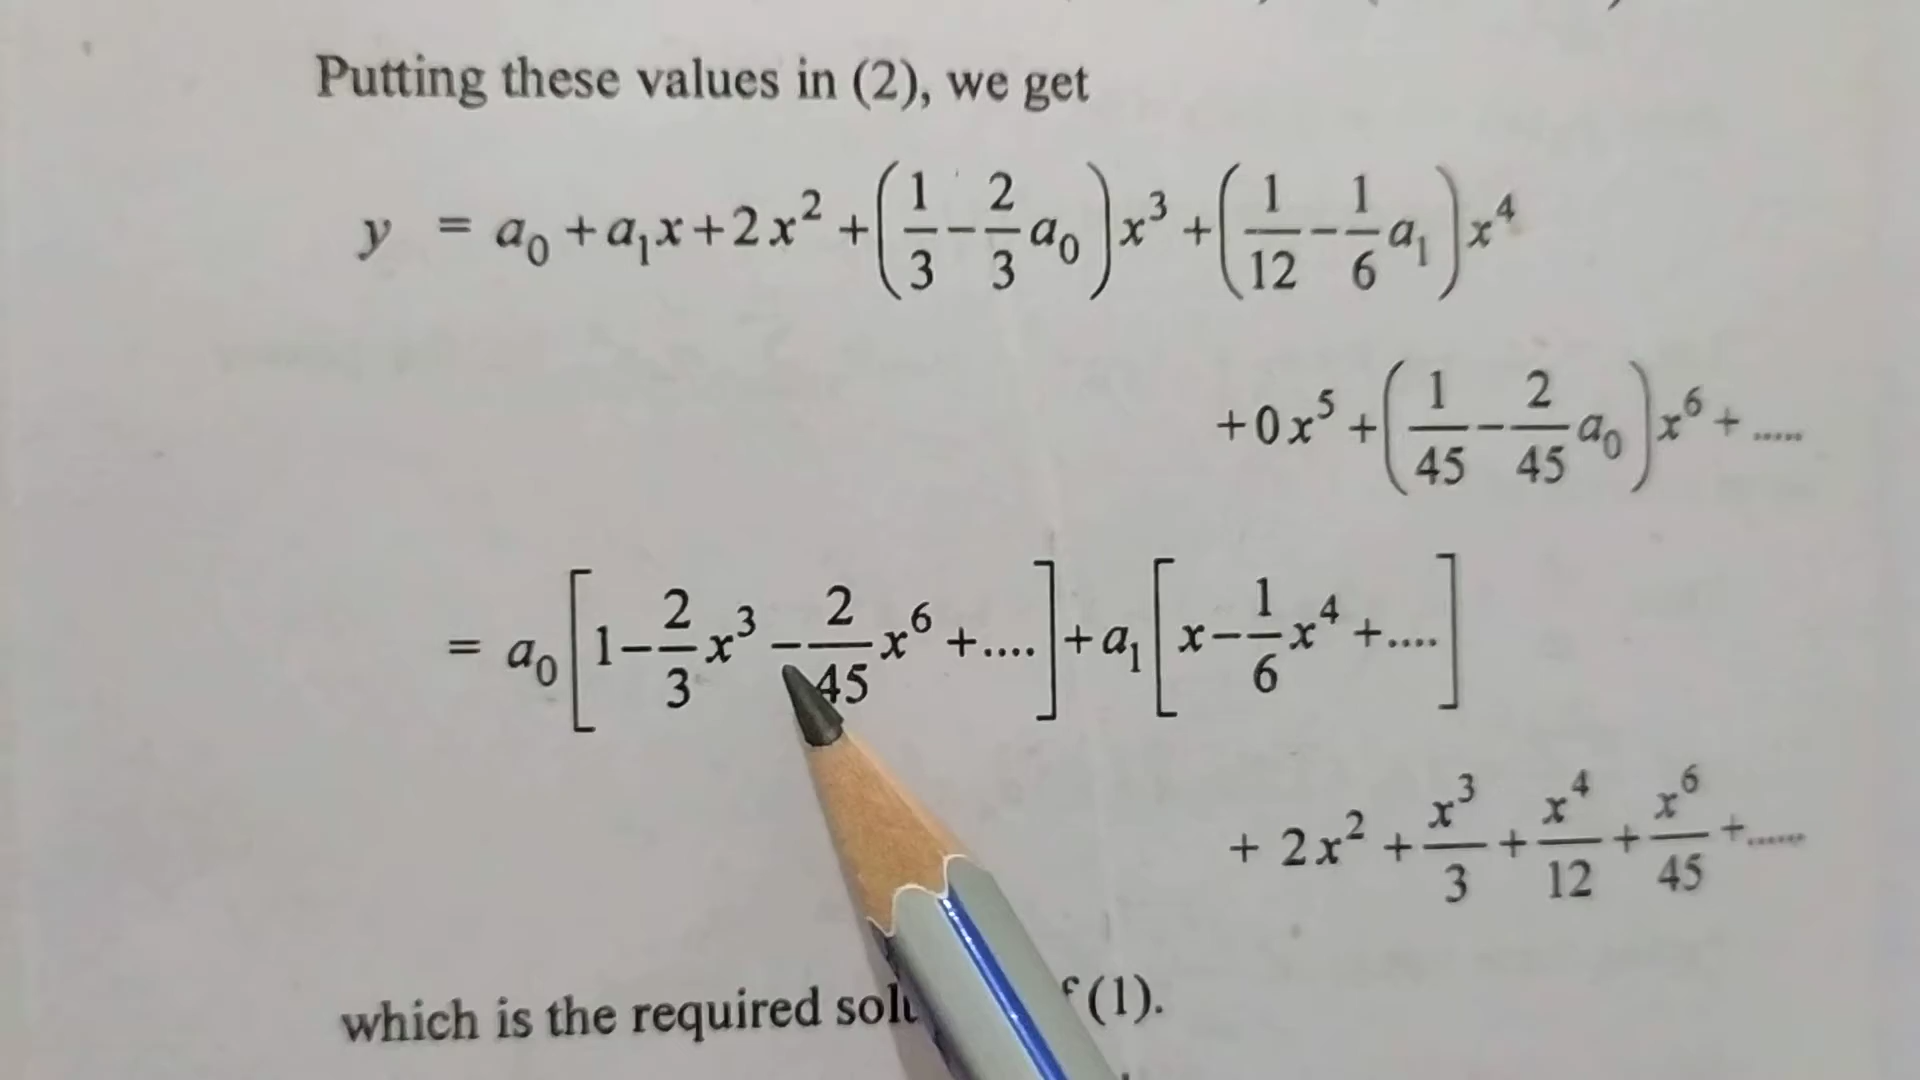 Putting these values in (2), we get
y = a₀ + a₁x + 2x² + (1/3 − 2/3 a₀)x³ + (1/12 − 1/6 a₁)x⁴
+ 0x⁵ + (1/45 − 2/45 a₀)x⁶ + .....
= a₀[1 − 2/3 x³ − 2/45 x⁶ + ....] + a₁[x − 1/6 x⁴ + ....]
+ 2x² + x³/3 + x⁴/12 + x⁶/45 + ......
which is the required (1).